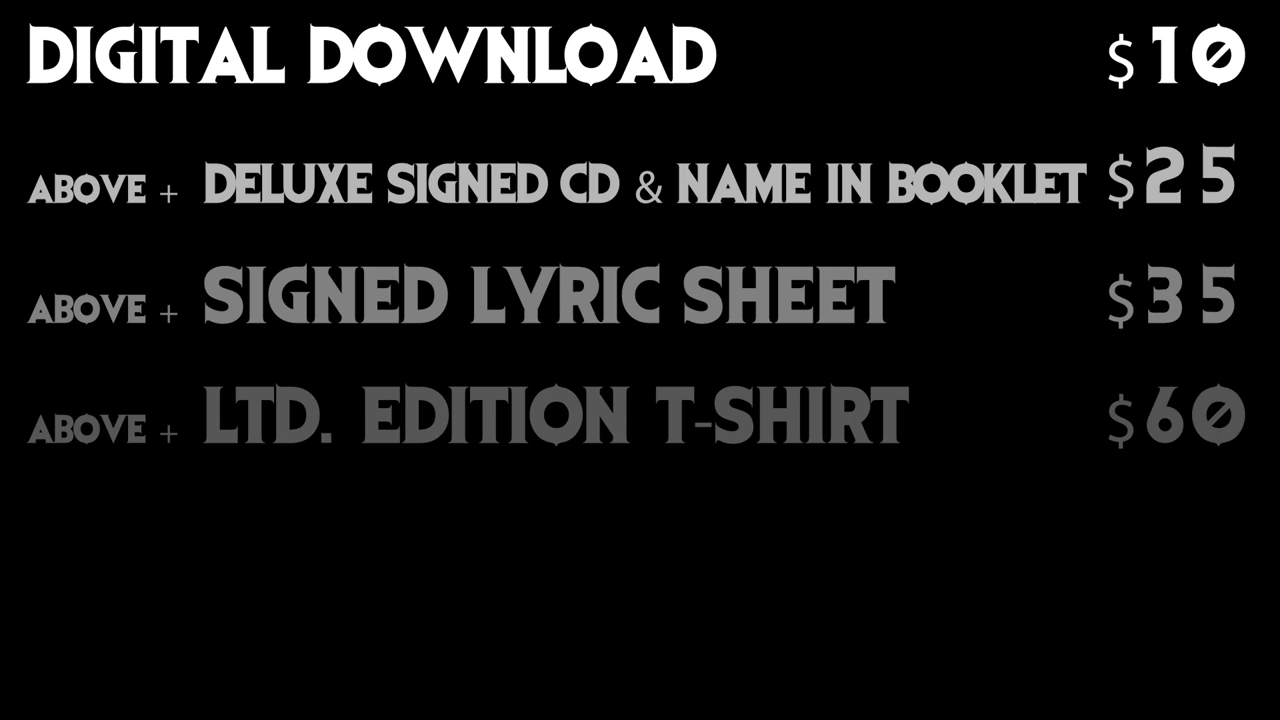 DIGITAL DOWNLOAD $10
ABOVE + DELUXE SIGNED CD & NAME IN BOOKLET $25
ABOVE + SIGNED LYRIC SHEET $35
ABOVE + LTD. EDITION T-SHIRT $60